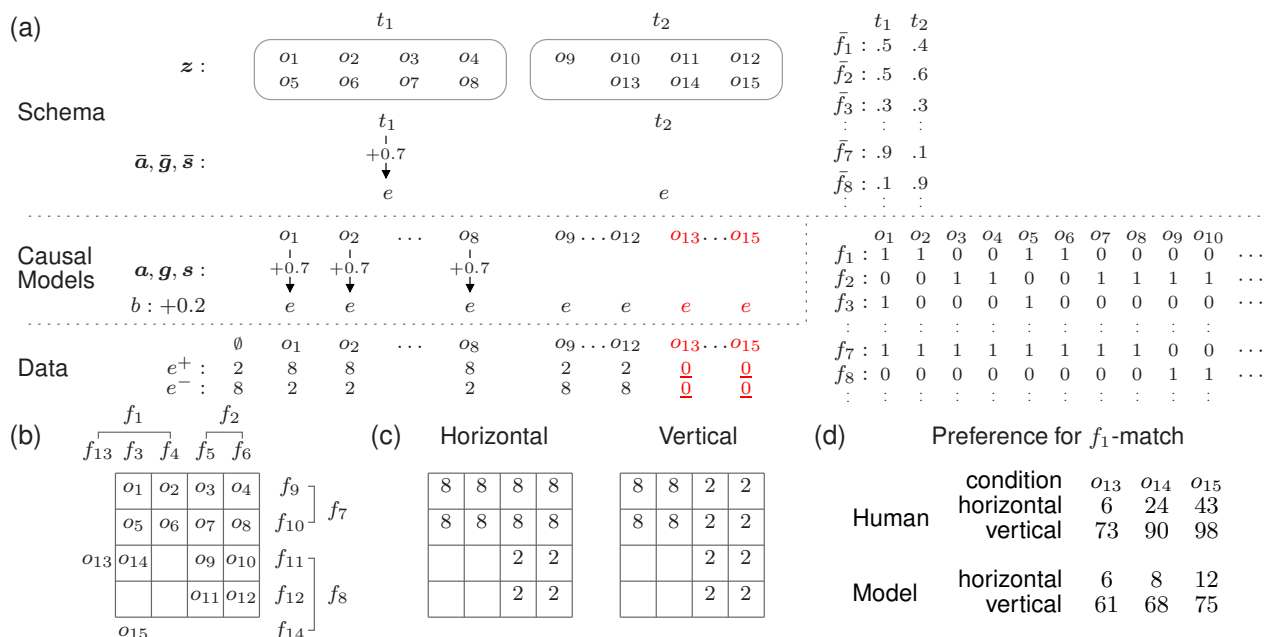 (a)
t₁ t₂
z : o₁ o₂ o₃ o₄ o₉ o₁₀ o₁₁ o₁₂
o₅ o₆ o₇ o₈ o₁₃ o₁₄ o₁₅
Schema
t₁ t₂
ā, ḡ, s̄ : +0.7
e e
t₁ t₂
f̄₁ : .5 .4
f̄₂ : .5 .6
f̄₃ : .3 .3
: : :
f̄₇ : .9 .1
f̄₈ : .1 .9
: : :
Causal Models
o₁ o₂ ... o₈ o₉ ... o₁₂ o₁₃ ... o₁₅
a, g, s : +0.7 +0.7 +0.7
b : +0.2 e e e e e e e
∅ o₁ o₂ ... o₈ o₉ ... o₁₂ o₁₃ ... o₁₅
Data
e⁺ : 2 8 8 8 2 2 0 0
e⁻ : 8 2 2 2 8 8 0 0
o₁ o₂ o₃ o₄ o₅ o₆ o₇ o₈ o₉ o₁₀
f₁ : 1 1 0 0 1 1 0 0 0 0 ...
f₂ : 0 0 1 1 0 0 1 1 1 1 ...
f₃ : 1 0 0 0 1 0 0 0 0 0 ...
: : : : : : : : : : :
f₇ : 1 1 1 1 1 1 1 1 0 0 ...
f₈ : 0 0 0 0 0 0 0 0 1 1 ...
: : : : : : : : : : :
(b)
f₁ f₂
f₁₃ f₃ f₄ f₅ f₆
o₁ o₂ o₃ o₄ f₉
f₇
o₅ o₆ o₇ o₈ f₁₀
o₁₃ o₁₄ o₉ o₁₀ f₁₁
o₁₁ o₁₂ f₁₂ f₈
o₁₅ f₁₄
(c)
Horizontal
8 8 8 8
8 8 8 8
2 2
2 2
Vertical
8 8 2 2
8 8 2 2
2 2
2 2
(d) Preference for f₁-match
condition o₁₃ o₁₄ o₁₅
Human
horizontal 6 24 43
vertical 73 90 98
Model
horizontal 6 8 12
vertical 61 68 75